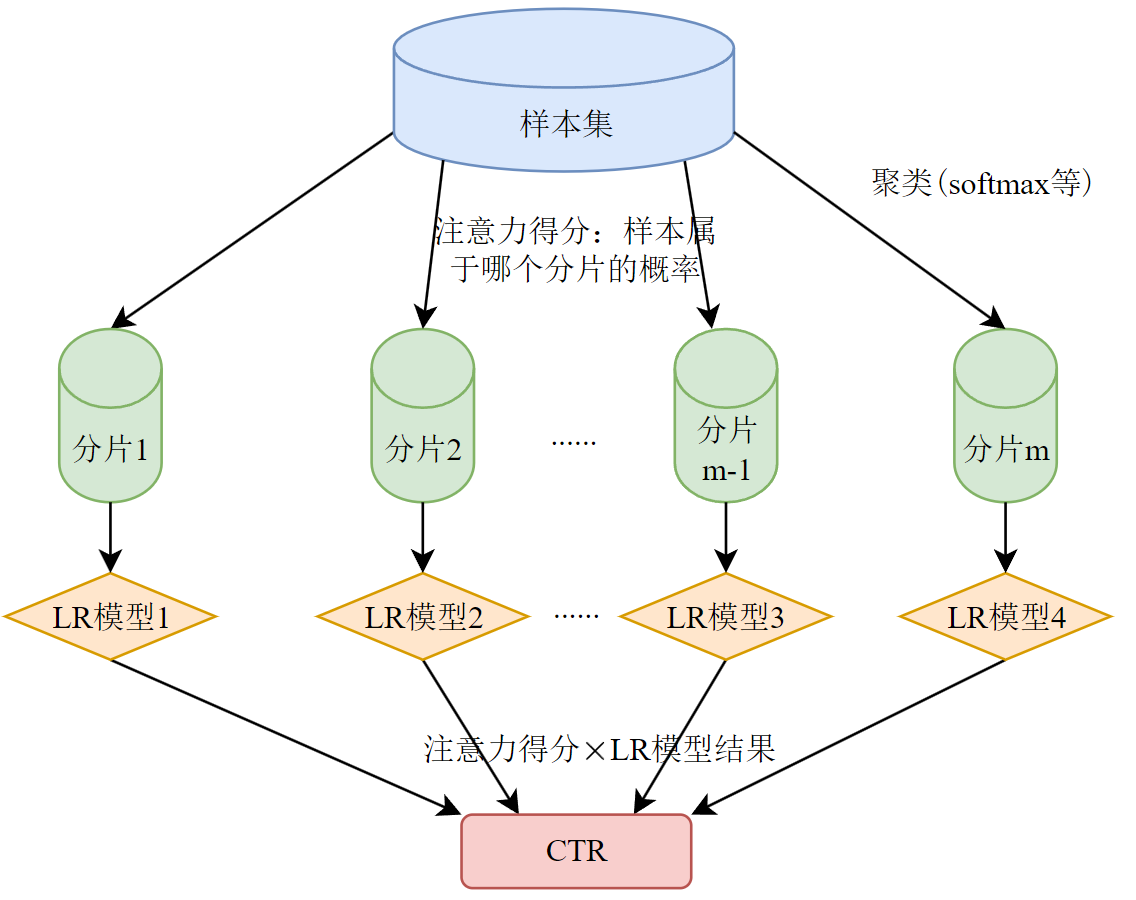 样本集
聚类(softmax等)
注意力得分：样本属
于哪个分片的概率
分片1
分片2
......
分片
m-1
分片m
LR模型1
LR模型2
......
LR模型3
LR模型4
注意力得分×LR模型结果
CTR